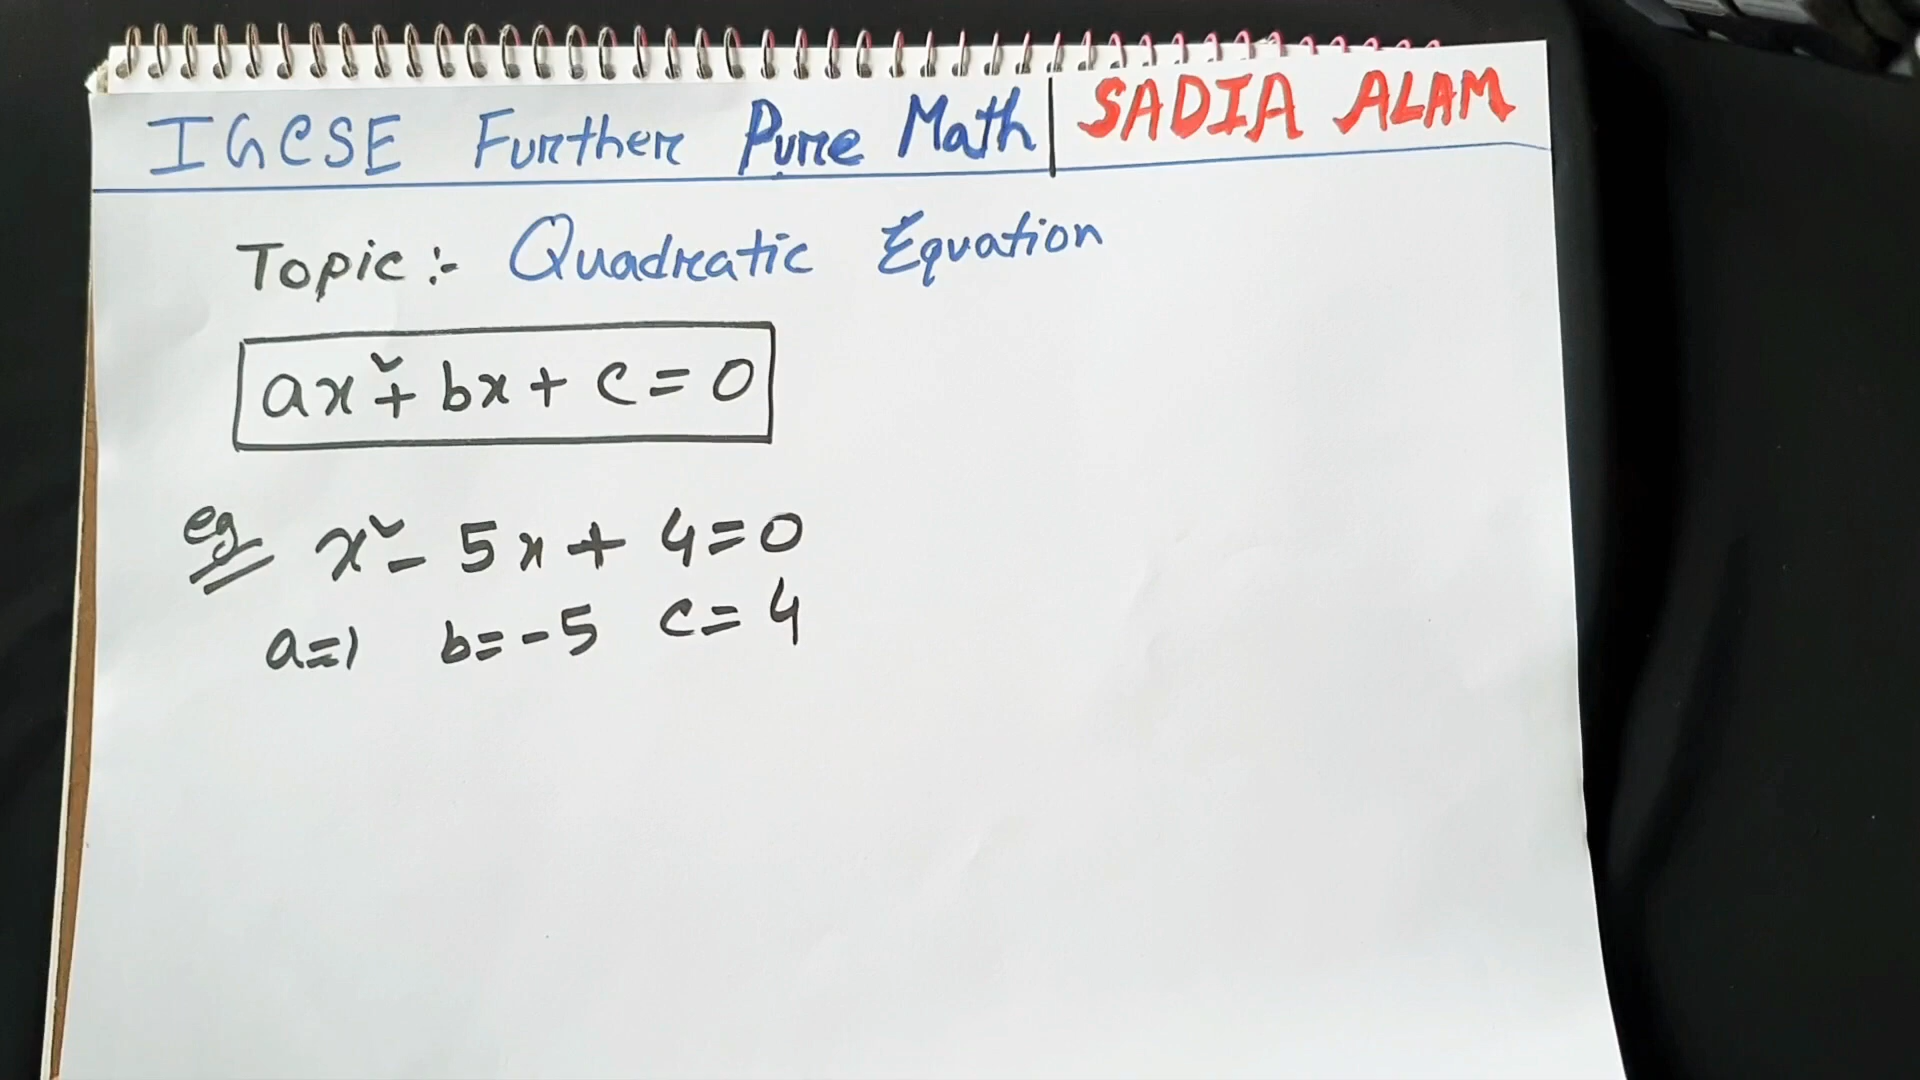 IGCSE Further Pure Math | SADIA ALAM
Topic :- Quadratic Equation
ax² + bx + c = 0
eg x² - 5x + 4 = 0
a=1 b=-5 c=4